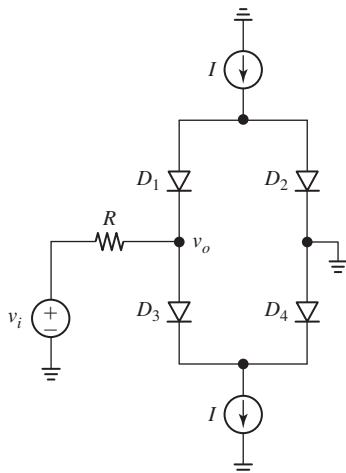 I
D₁
D₂
R
vₒ
vᵢ
+
−
D₃
D₄
I